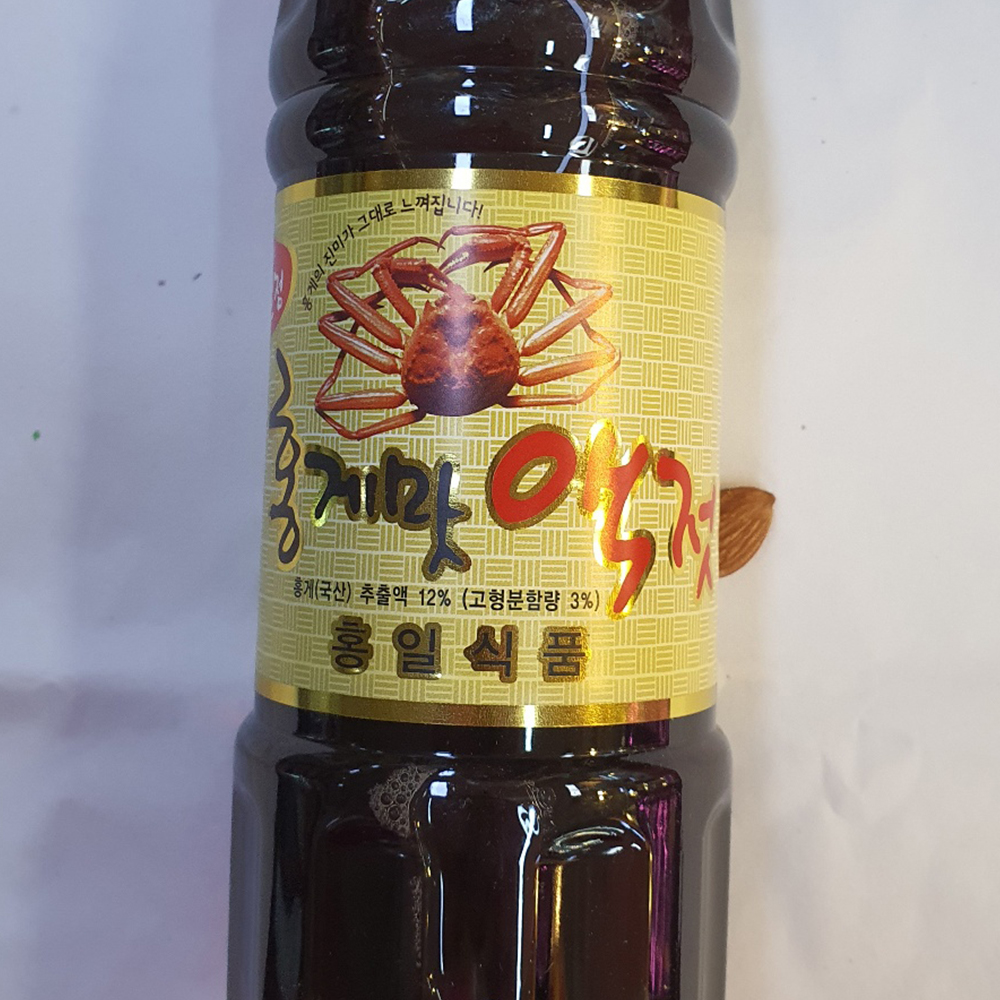 홍게의 진미가 그대로 느껴집니다!
홍게맛 액젓
홍게(국산) 추출액 12% (고형분함량 3%)
홍일식품